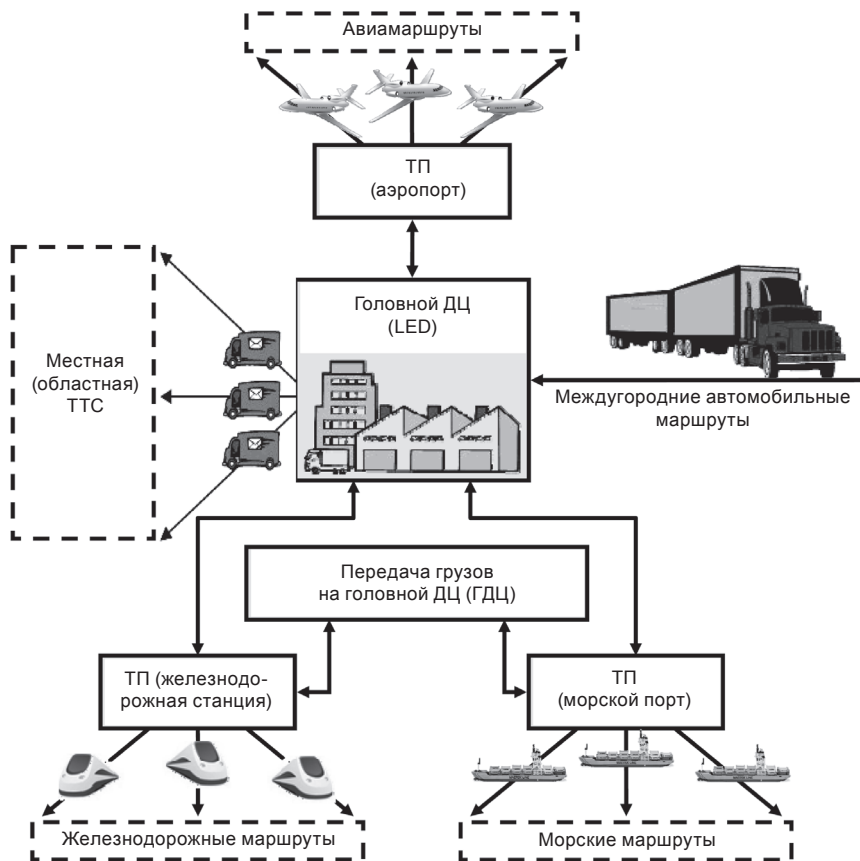 Авиамаршруты
ТП
(аэропорт)
Головной ДЦ
(LED)
Местная
(областная)
ТТС
Междугородние автомобильные
маршруты
Передача грузов
на головной ДЦ (ГДЦ)
ТП (железнодо-
рожная станция)
ТП
(морской порт)
Железнодорожные маршруты
Морские маршруты